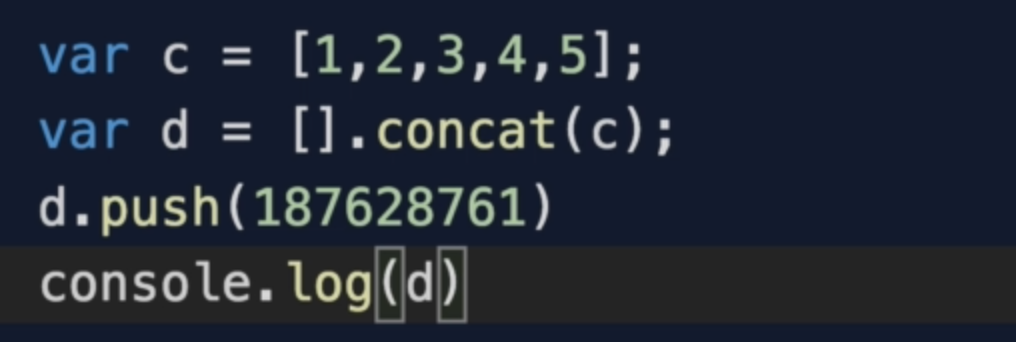 var c = [1,2,3,4,5];
var d = [].concat(c);
d.push(187628761)
console.log(d)